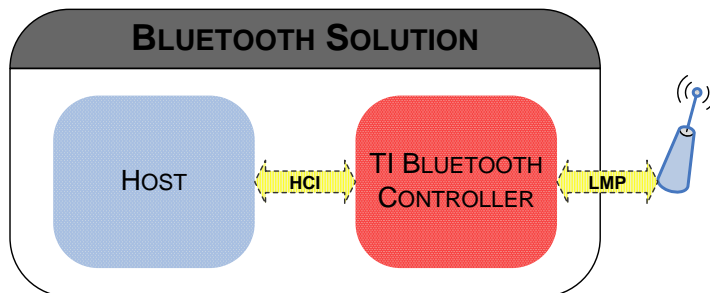 BLUETOOTH SOLUTION
HOST
HCI
TI BLUETOOTH
CONTROLLER
LMP